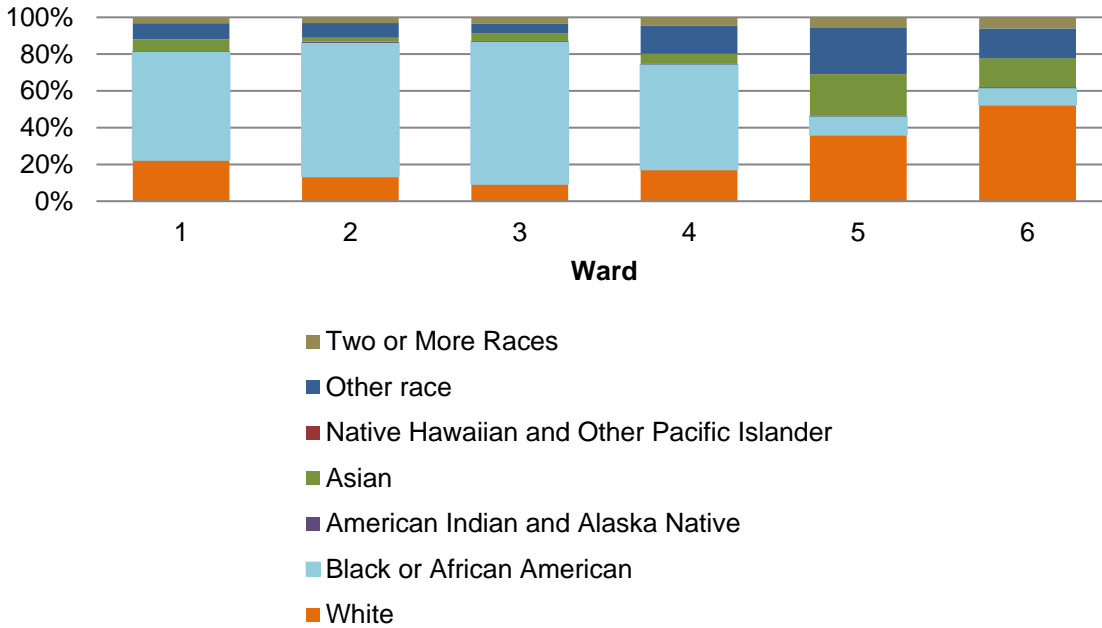 100%
80%
60%
40%
20%
0%
1 2 3 4 5 6
Ward
Two or More Races
Other race
Native Hawaiian and Other Pacific Islander
Asian
American Indian and Alaska Native
Black or African American
White